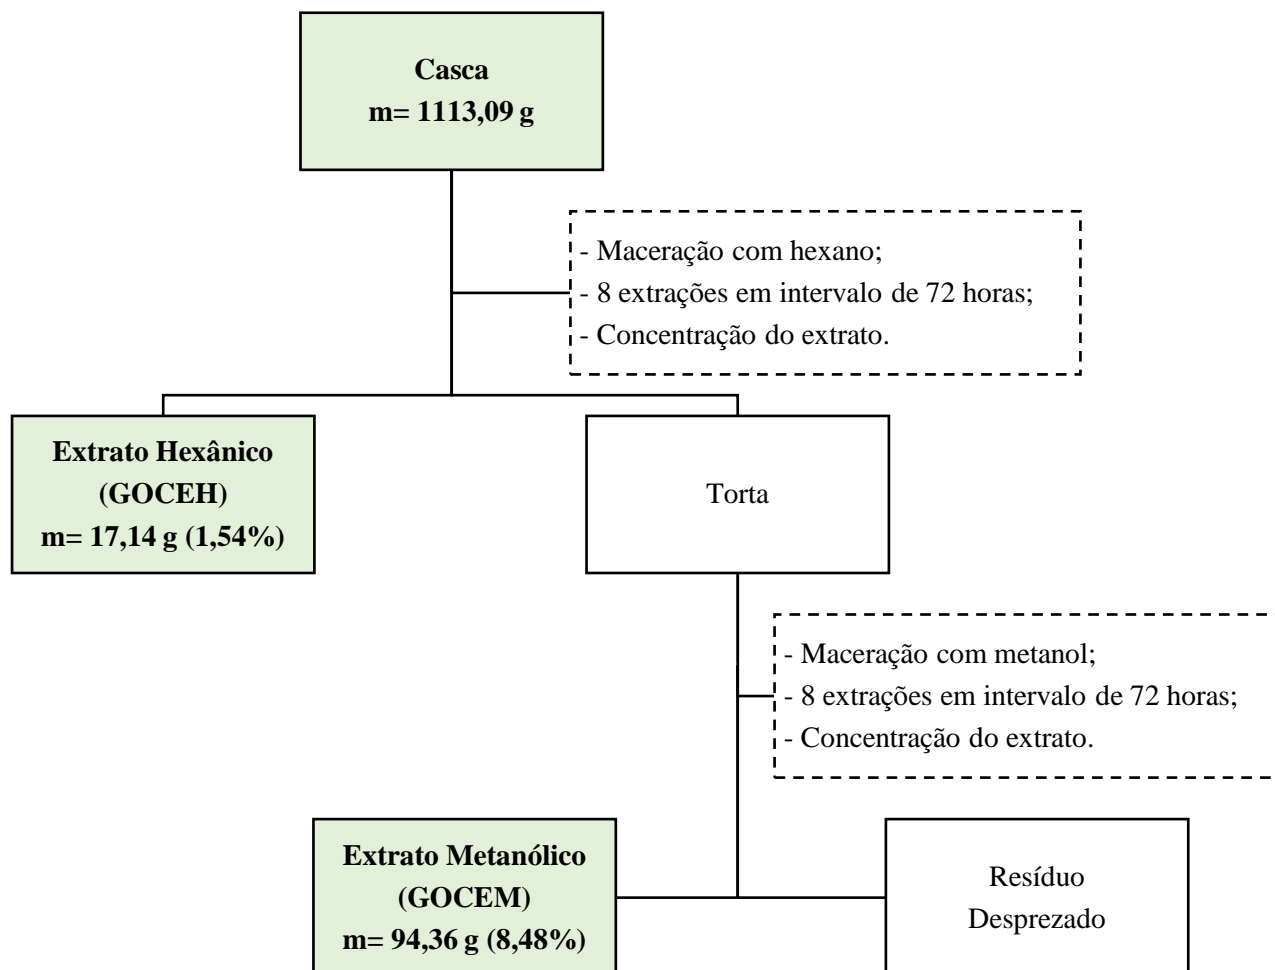 Casca
m= 1113,09 g
- Maceração com hexano;
- 8 extrações em intervalo de 72 horas;
- Concentração do extrato.
Extrato Hexânico
(GOCEH)
m= 17,14 g (1,54%)
Torta
- Maceração com metanol;
- 8 extrações em intervalo de 72 horas;
- Concentração do extrato.
Extrato Metanólico
(GOCEM)
m= 94,36 g (8,48%)
Resíduo
Desprezado